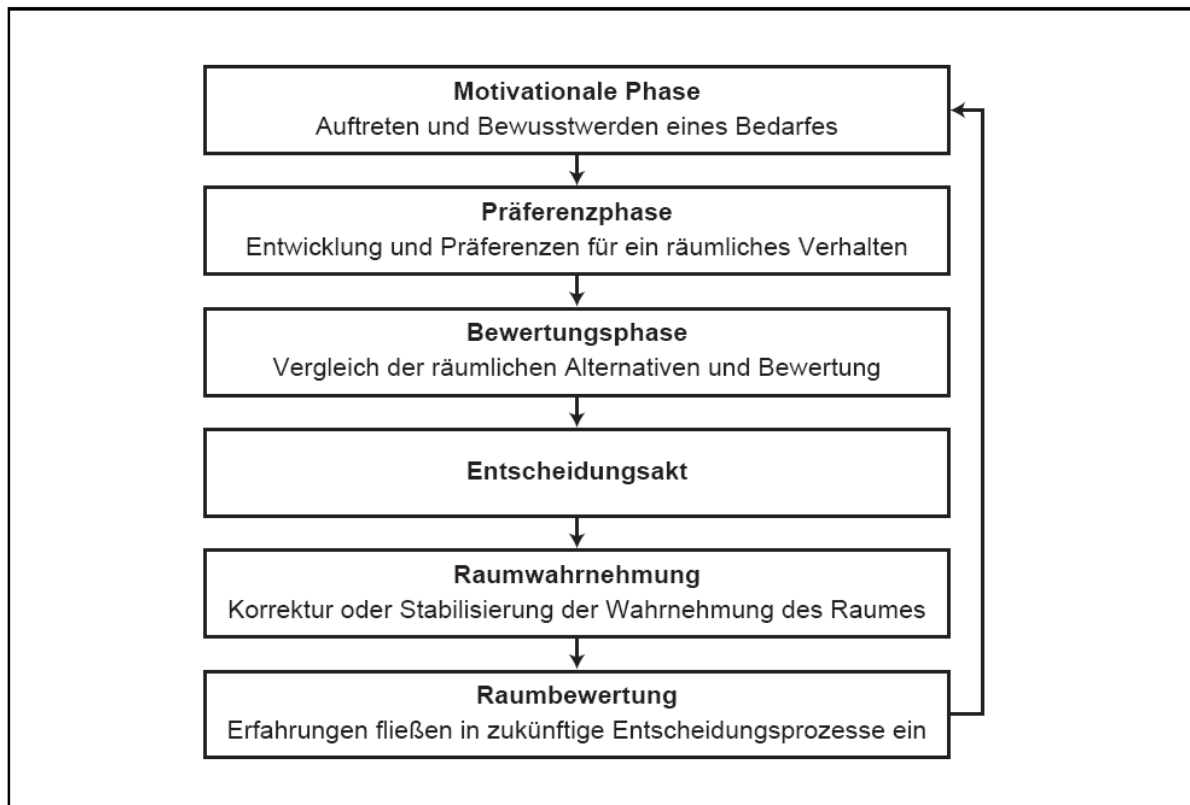 Motivationale Phase
Auftreten und Bewusstwerden eines Bedarfes
Präferenzphase
Entwicklung und Präferenzen für ein räumliches Verhalten
Bewertungsphase
Vergleich der räumlichen Alternativen und Bewertung
Entscheidungsakt
Raumwahrnehmung
Korrektur oder Stabilisierung der Wahrnehmung des Raumes
Raumbewertung
Erfahrungen fließen in zukünftige Entscheidungsprozesse ein